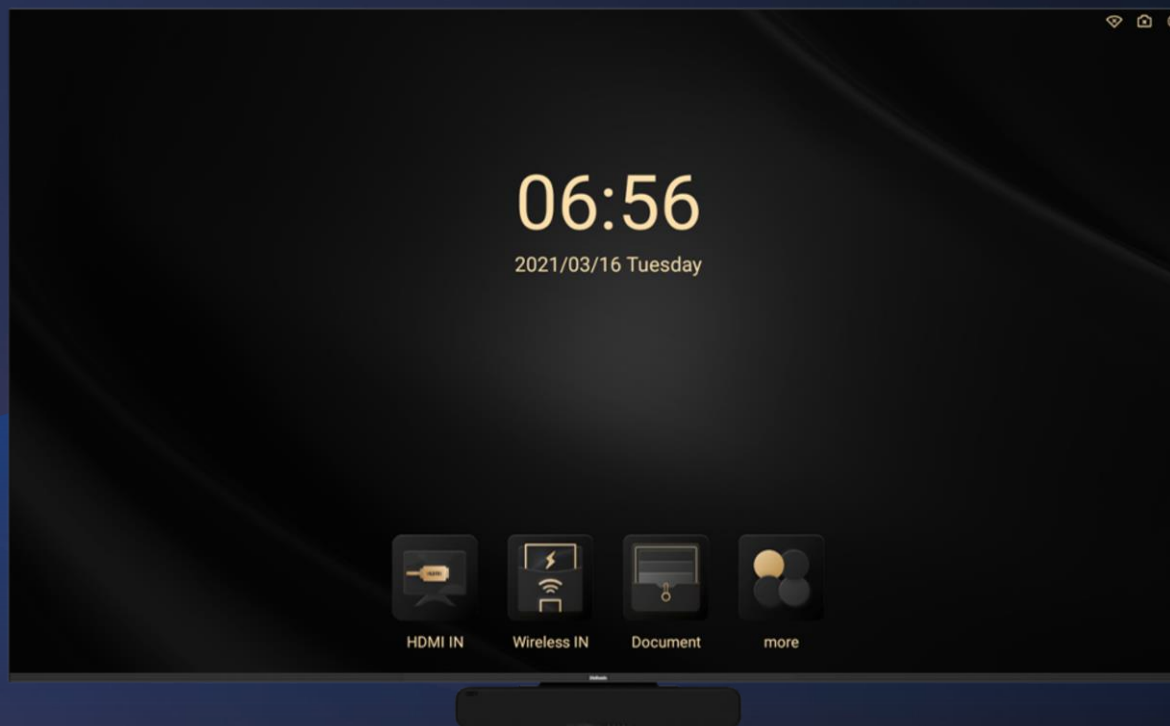 06:56
2021/03/16 Tuesday
HDMI IN
Wireless IN
Document
more